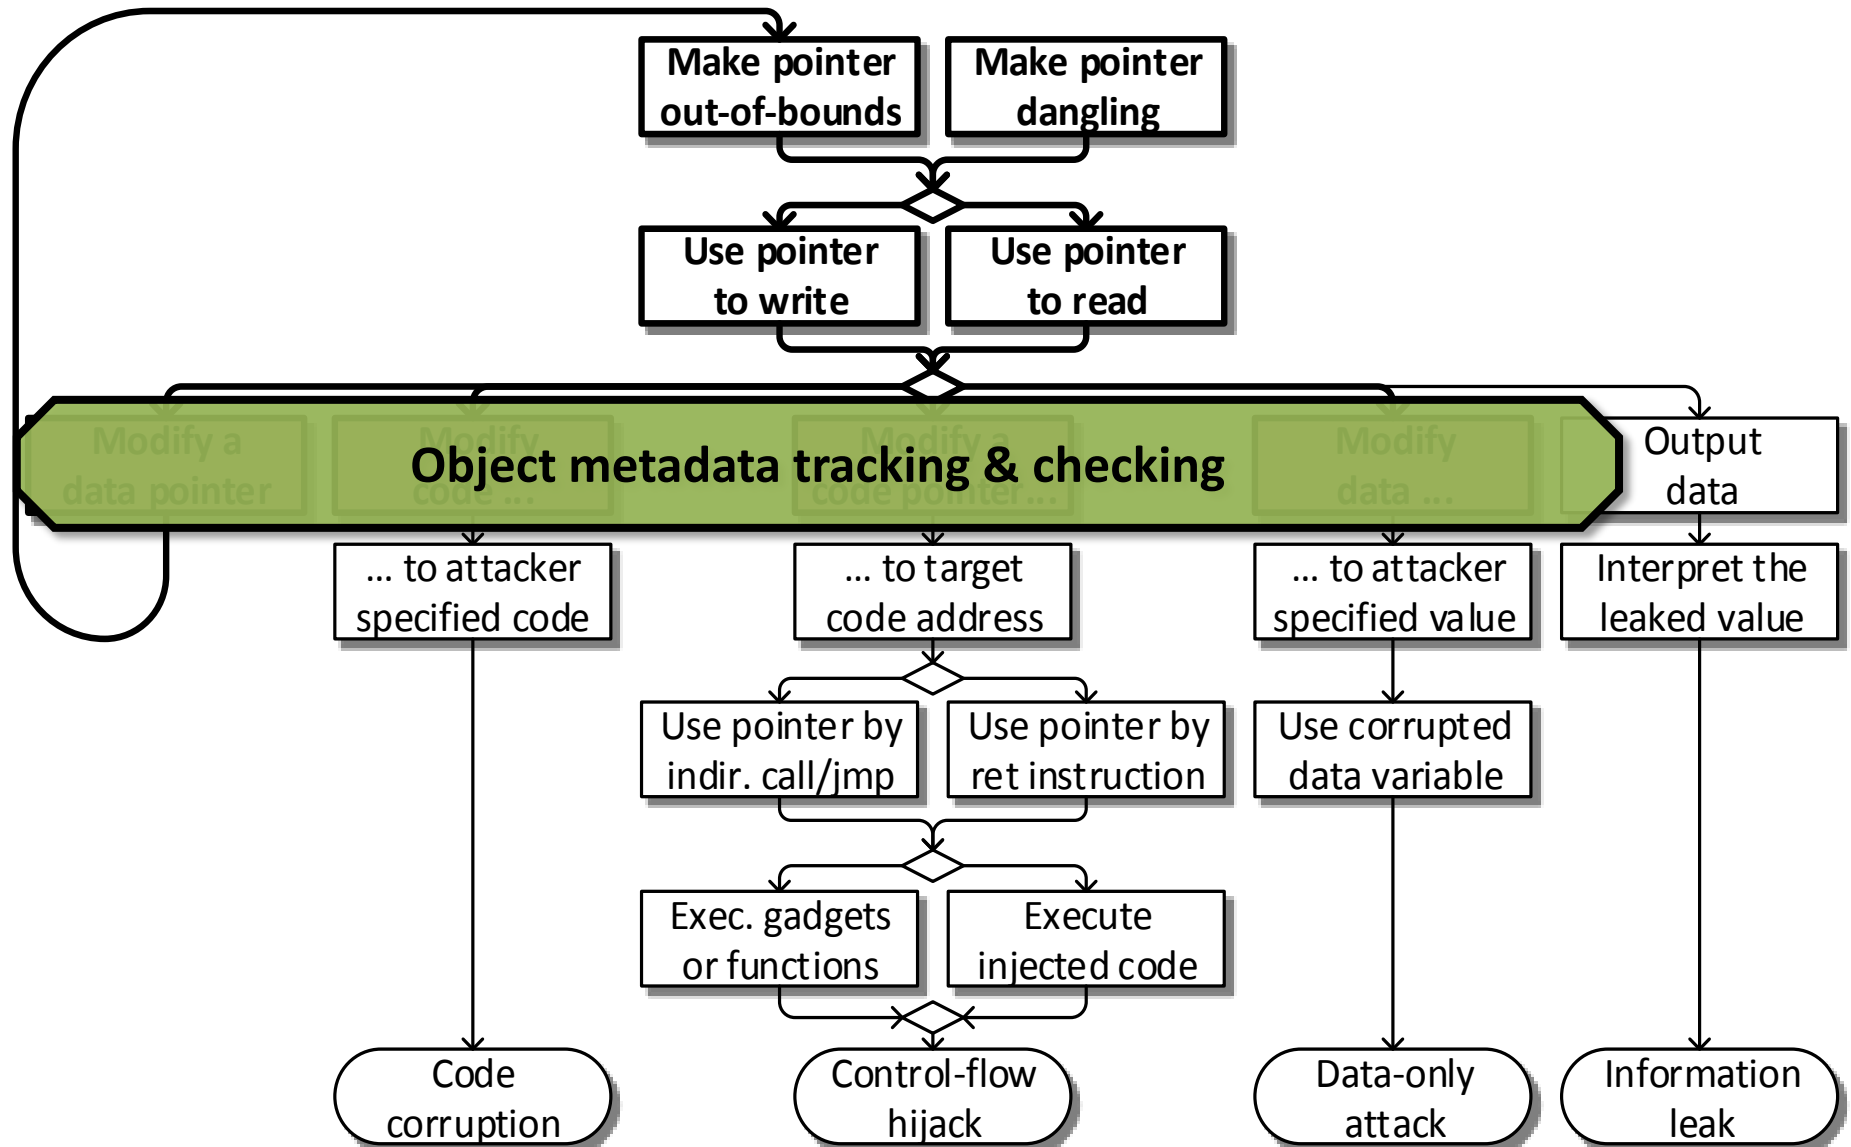 Make pointer
out-of-bounds
Make pointer
dangling
Use pointer
to write
Use pointer
to read
Modify a
data pointer
Modify
code ...
Modify a
code pointer...
Modify
data ...
Object metadata tracking & checking
Output
data
... to attacker
specified code
... to target
code address
... to attacker
specified value
Interpret the
leaked value
Use pointer by
indir. call/jmp
Use pointer by
ret instruction
Use corrupted
data variable
Exec. gadgets
or functions
Execute
injected code
Code
corruption
Control-flow
hijack
Data-only
attack
Information
leak